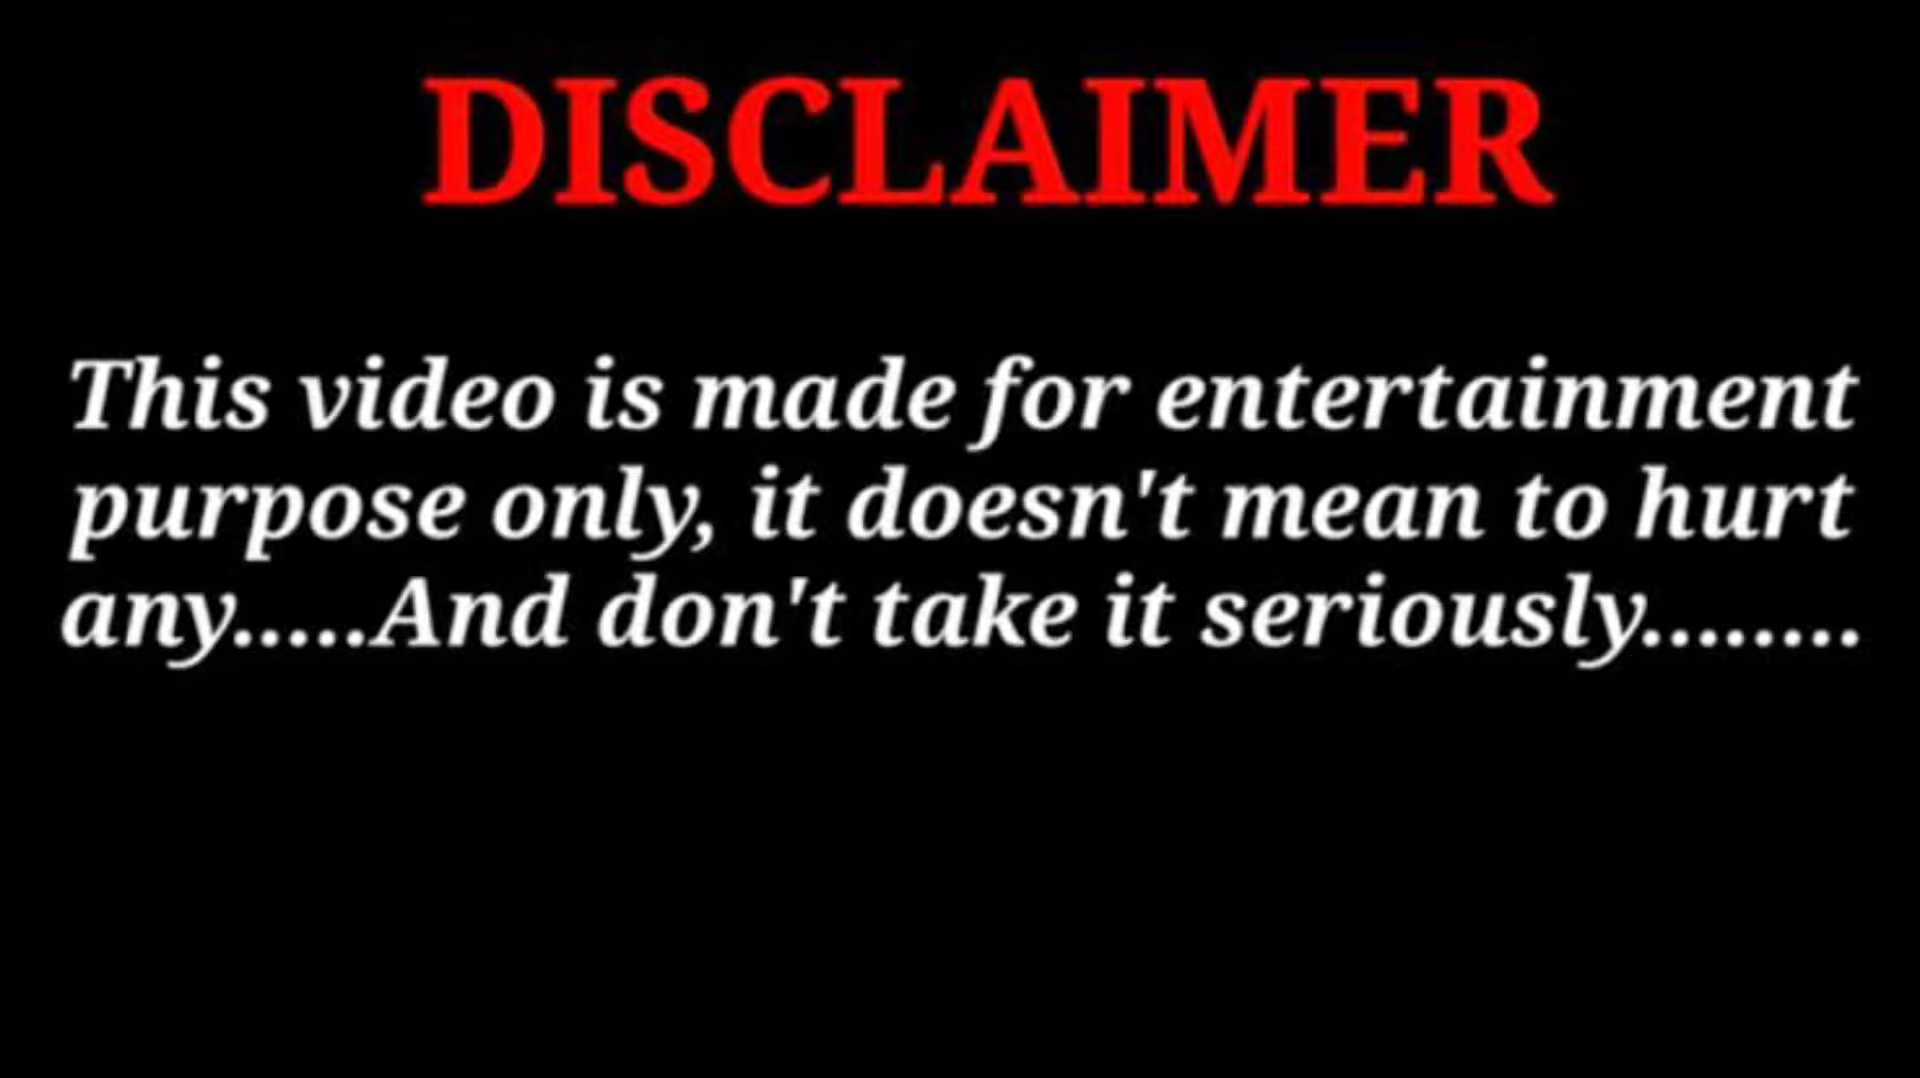 DISCLAIMER
This video is made for entertainment
purpose only, it doesn't mean to hurt
any.....And don't take it seriously........